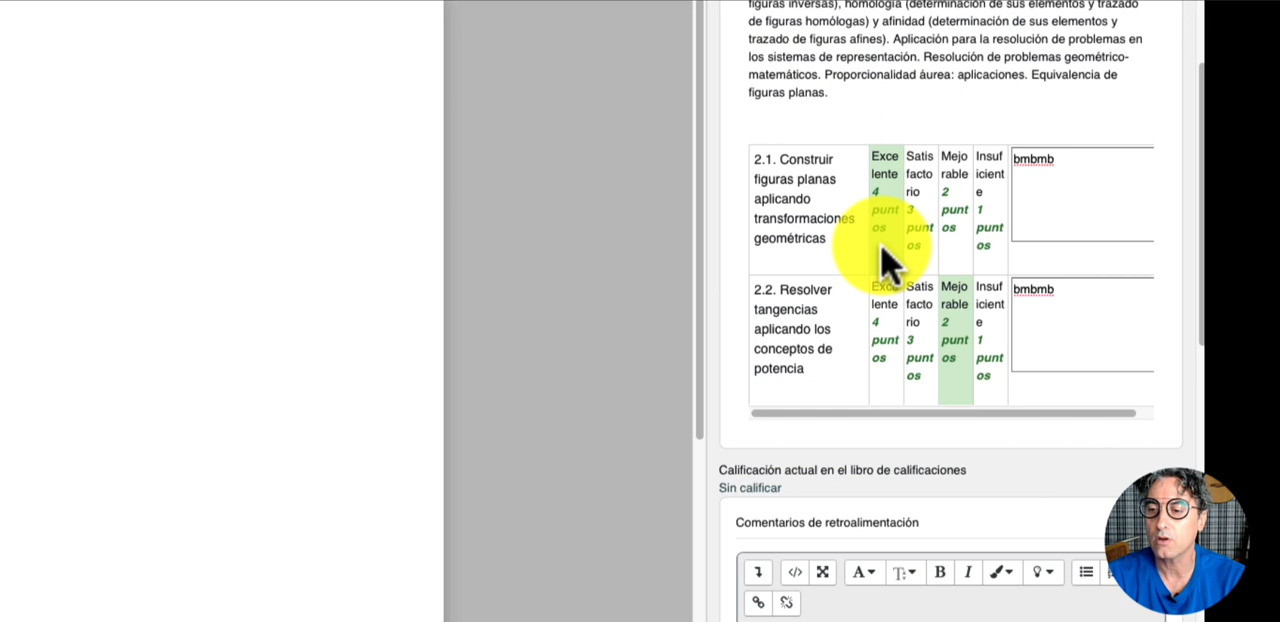 figuras inversas), homología (determinación de sus elementos y trazado
de figuras homólogas) y afinidad (determinación de sus elementos y
trazado de figuras afines). Aplicación para la resolución de problemas en
los sistemas de representación. Resolución de problemas geométrico-
matemáticos. Proporcionalidad áurea: aplicaciones. Equivalencia de
figuras planas.
2.1. Construir
figuras planas
aplicando
transformaciones
geométricas
Exce
lente
4
punt
os
Satis
facto
rio
3
punt
os
Mejo
rable
2
punt
os
Insuf
icient
e
1
punt
os
bmbmb
2.2. Resolver
tangencias
aplicando los
conceptos de
potencia
Exce
lente
4
punt
os
Satis
facto
rio
3
punt
os
Mejo
rable
2
punt
os
Insuf
icient
e
1
punt
os
bmbmb
Calificación actual en el libro de calificaciones
Sin calificar
Comentarios de retroalimentación